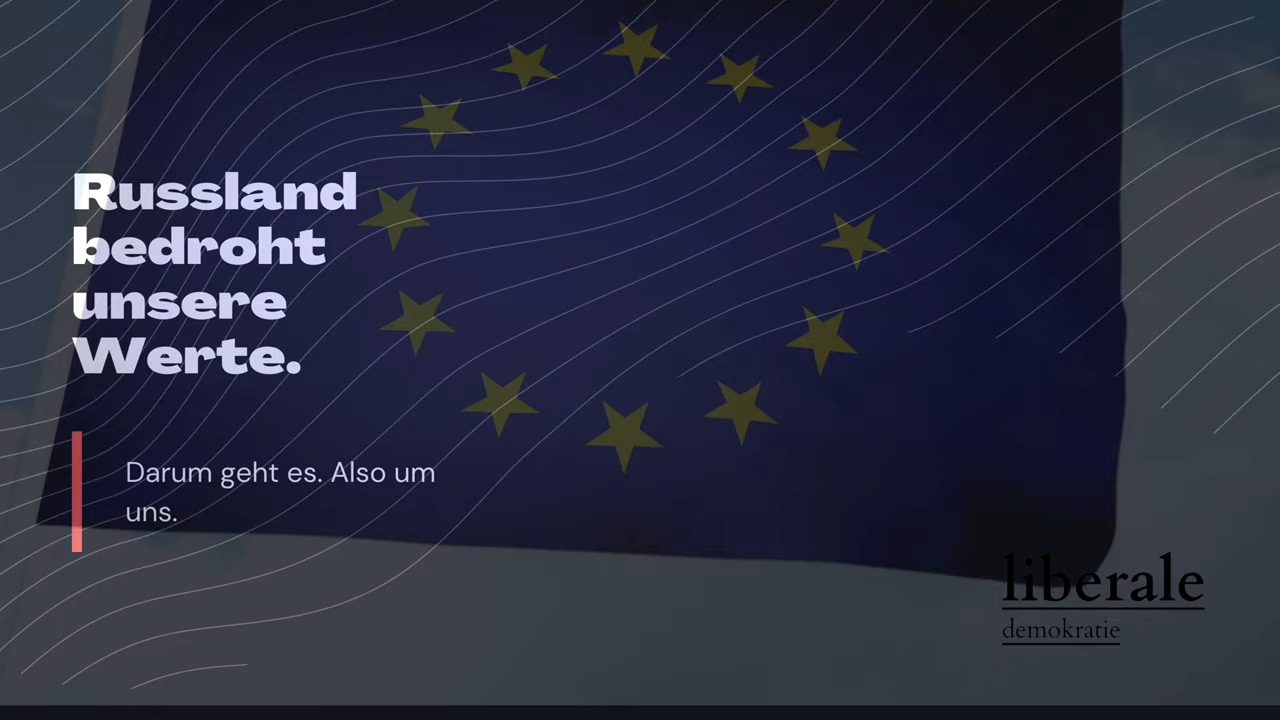 Russland
bedroht
unsere
Werte.
Darum geht es. Also um
uns.
liberale
demokratie